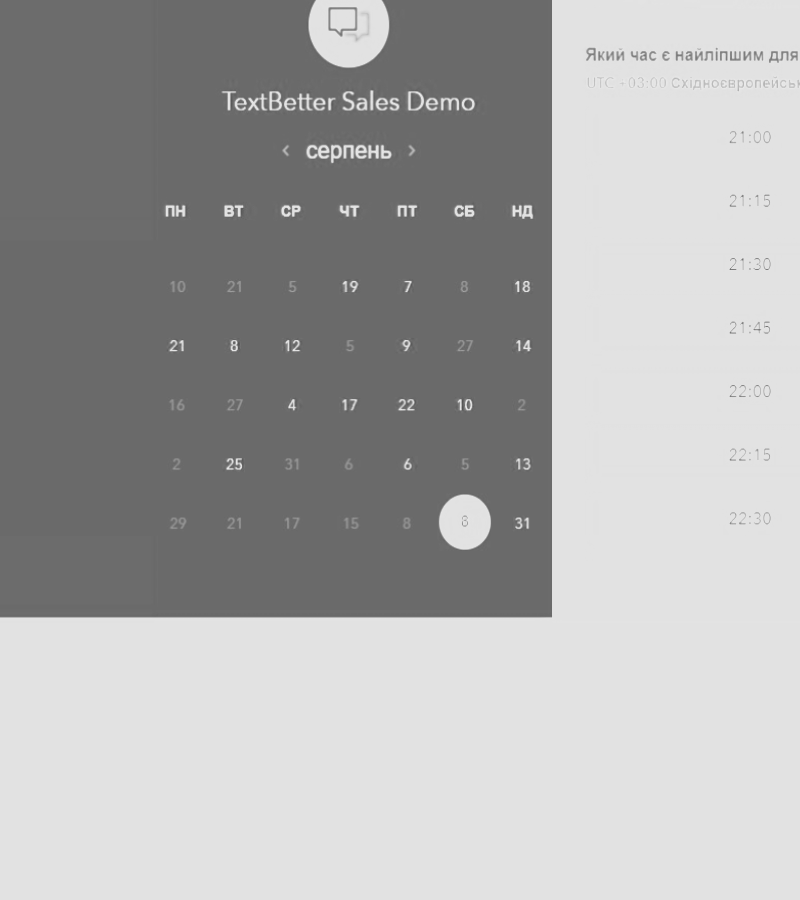 TextBetter Sales Demo
‹ серпень ›
ПН ВТ СР ЧТ ПТ СБ НД
10 21 5 19 7 8 18
21 8 12 5 9 27 14
16 27 4 17 22 10 2
2 25 31 6 6 5 13
29 21 17 15 8 8 31
Який час є найліпшим для
UTC - 03:00 Східноєвропейськ
21:00
21:15
21:30
21:45
22:00
22:15
22:30